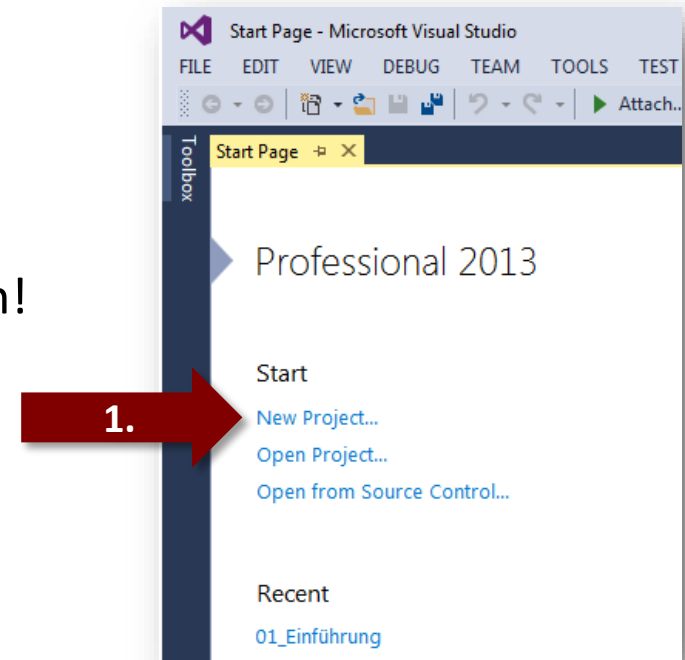 Start Page - Microsoft Visual Studio
FILE EDIT VIEW DEBUG TEAM TOOLS TEST
Attach...
Toolbox
Start Page
Professional 2013
n!
Start
1.
New Project...
Open Project...
Open from Source Control...
Recent
01_Einführung